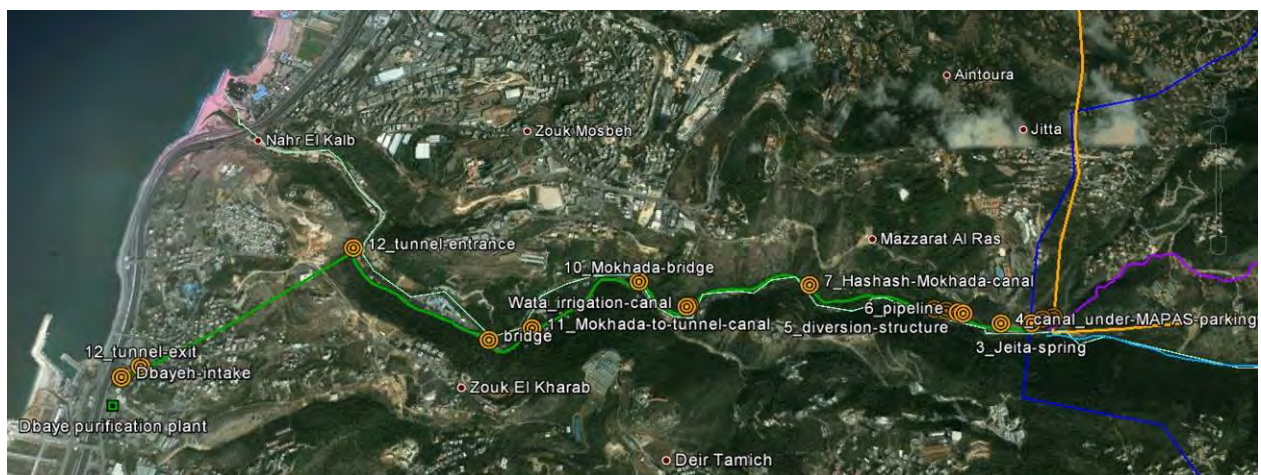 Aintoura
Jitta
Zouk Mosbeh
Nahr El Kalb
Mazzarat Al Ras
12_tunnel-entrance
10_Mokhada-bridge
7_Hashash-Mokhada-canal
Wata_irrigation-canal
6_pipeline
4_canal_under-MAPAS-parking
11_Mokhada-to-tunnel-canal
5_diversion-structure
bridge
3_Jeita-spring
12_tunnel-exit
Dbayeh-intake
Zouk El Kharab
Dbaye purification plant
Deir Tamich